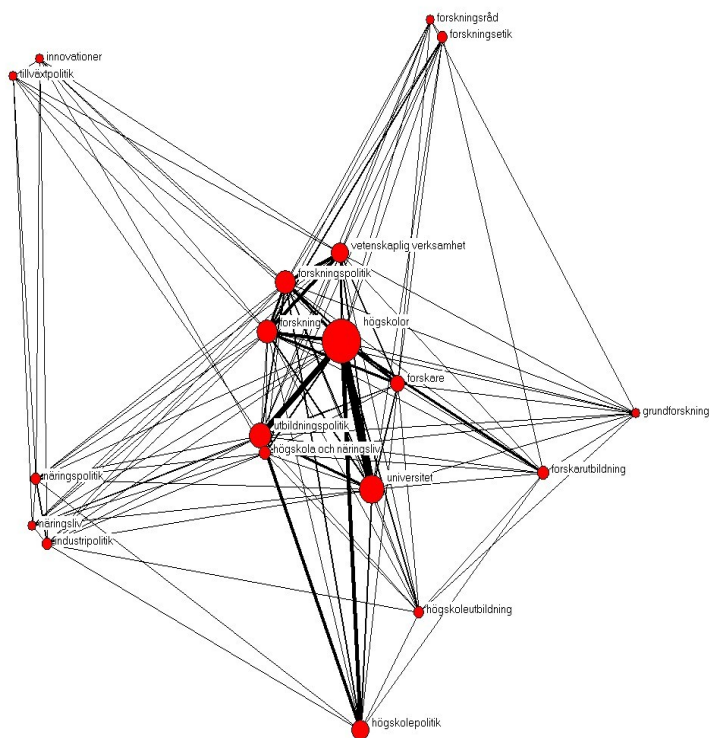 forskningsråd
forskningsetik
innovationer
tillväxtpolitik
vetenskaplig verksamhet
forskningspolitik
forskning
högskolor
forskare
grundforskning
utbildningspolitik
högskola och näringsliv
forskarutbildning
universitet
näringspolitik
näringsliv
industripolitik
högskoleutbildning
högskolepolitik